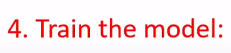 4. Train the model: